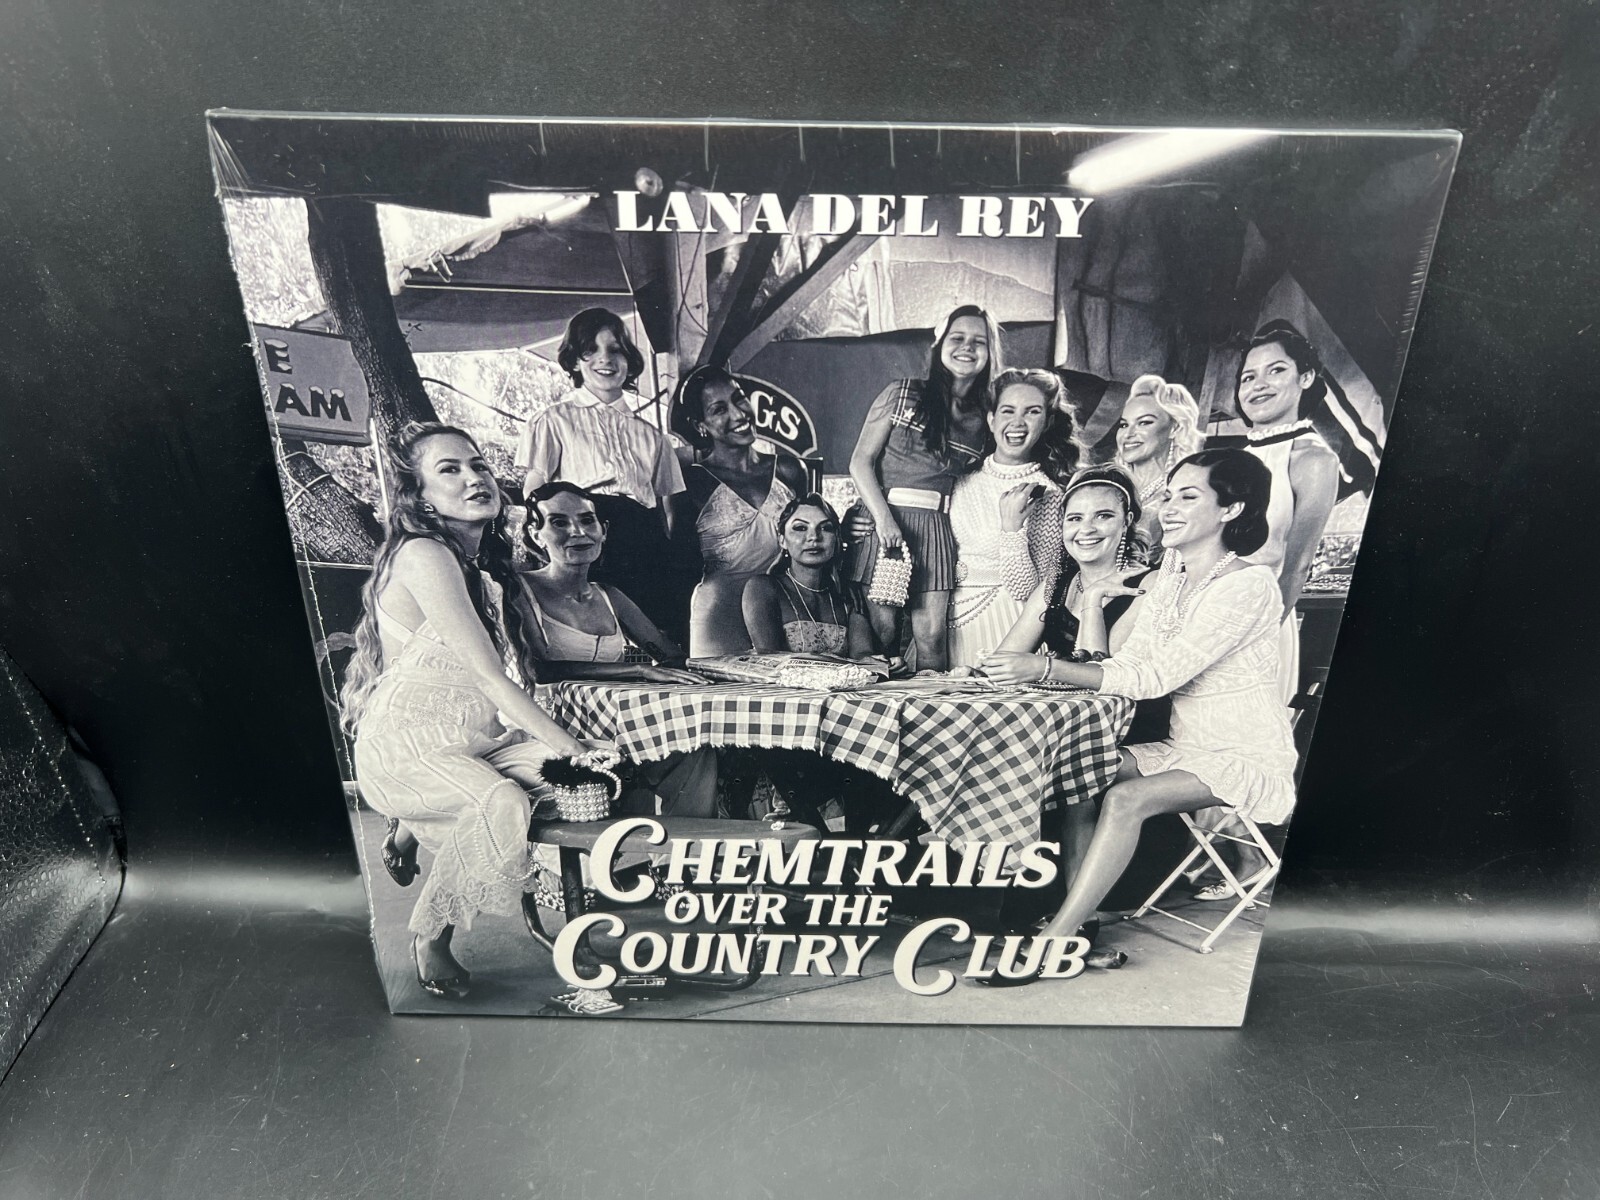 LANA DEL REY
E
AM
GS
CHEMTRAILS
OVER THE
COUNTRY CLUB